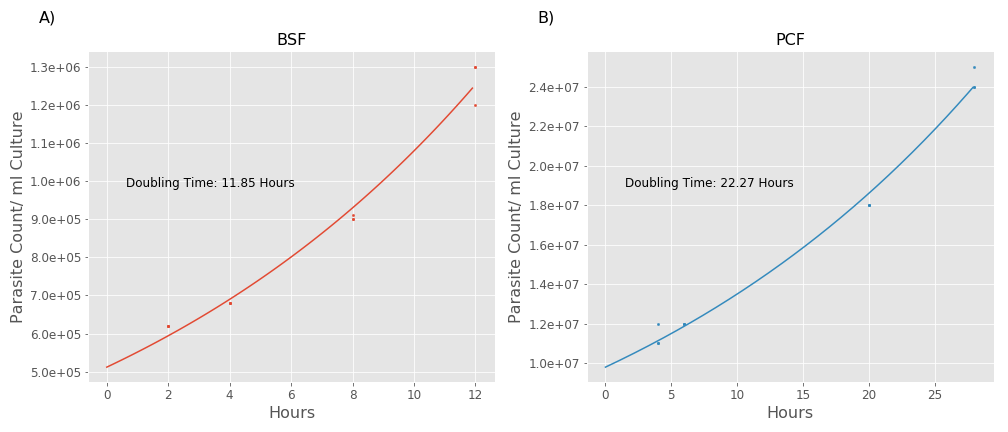 A)
BSF
Parasite Count/ ml Culture
1.3e+06
1.2e+06
1.1e+06
1.0e+06
9.0e+05
8.0e+05
7.0e+05
6.0e+05
5.0e+05
Doubling Time: 11.85 Hours
0 2 4 6 8 10 12
Hours
B)
PCF
Parasite Count/ ml Culture
2.4e+07
2.2e+07
2.0e+07
1.8e+07
1.6e+07
1.4e+07
1.2e+07
1.0e+07
Doubling Time: 22.27 Hours
0 5 10 15 20 25
Hours